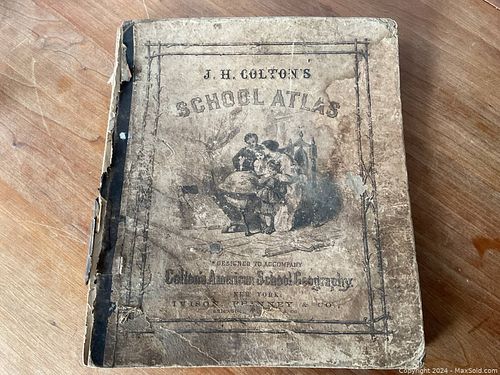 J. H. COLTON'S
SCHOOL ATLAS
DESIGNED TO ACCOMPANY
Colton's American School Geography.
NEW YORK:
IVISON, PHINNEY & CO.,
Copyright 2024 - MaxSold.com